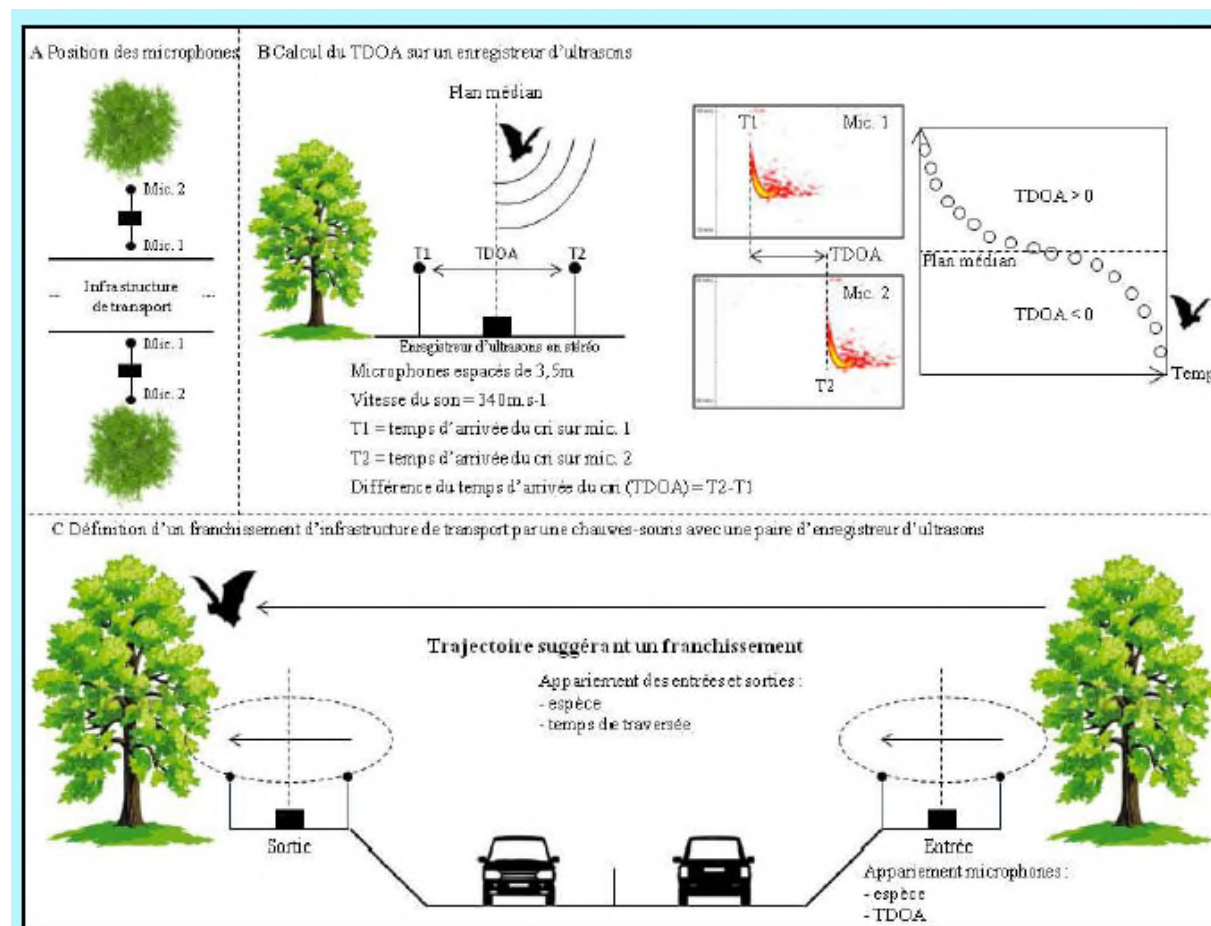 A Position des microphones
Mic. 2
Mic. 1
Infrastructure
de transport
Mic. 1
Mic. 2
B Calcul du TDOA sur un enregistreur d'ultrasons
Plan médian
T1
TDOA
T2
Enregistreur d'ultrasons en stéréo
Microphones espacés de 3,5m
Vitesse du son = 340m.s-1
T1 = temps d'arrivée du cri sur mic. 1
T2 = temps d'arrivée du cri sur mic. 2
Différence du temps d'arrivée du cri (TDOA) = T2-T1
T1
Mic. 1
TDOA
Mic. 2
T2
TDOA > 0
Plan médian
TDOA < 0
Temp
C Définition d'un franchissement d'infrastructure de transport par une chauves-souris avec une paire d'enregistreur d'ultrasons
Trajectoire suggérant un franchissement
Appariement des entrées et sorties :
- espèce
- temps de traversée
Sortie
Entrée
Appariement microphones :
- espèce
- TDOA